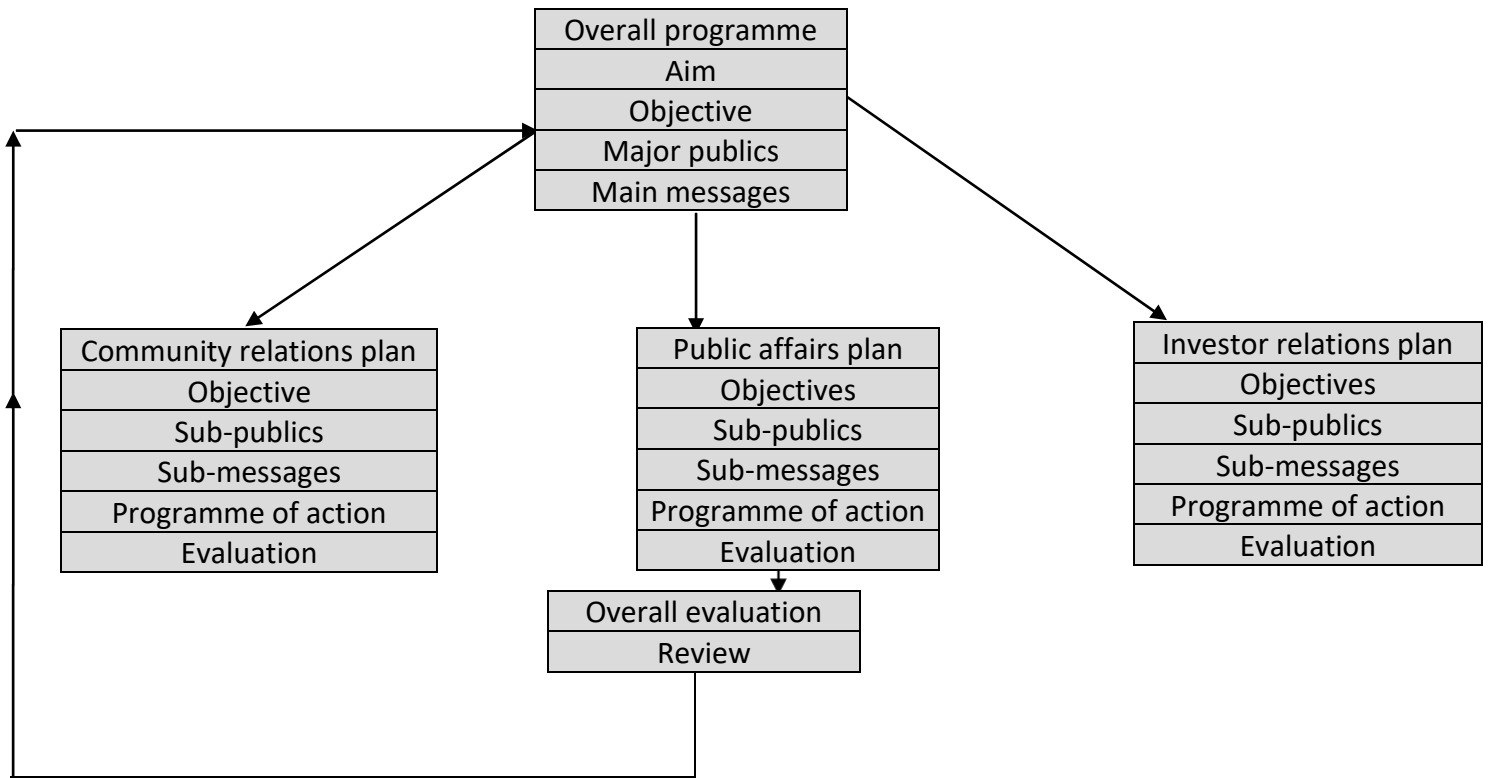 Overall programme
Aim
Objective
Major publics
Main messages
Community relations plan
Objective
Sub-publics
Sub-messages
Programme of action
Evaluation
Public affairs plan
Objectives
Sub-publics
Sub-messages
Programme of action
Evaluation
Investor relations plan
Objectives
Sub-publics
Sub-messages
Programme of action
Evaluation
Overall evaluation
Review